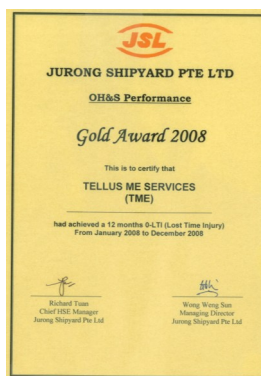 JSL
JURONG SHIPYARD PTE LTD
OH&S Performance
Gold Award 2008
This is to certify that
TELLUS ME SERVICES
(TME)
had achieved a 12 months 0-LTI (Lost Time Injury)
From January 2008 to December 2008
Richard Tuan
Chief HSE Manager
Jurong Shipyard Pte Ltd
Wong Weng Sun
Managing Director
Jurong Shipyard Pte Ltd